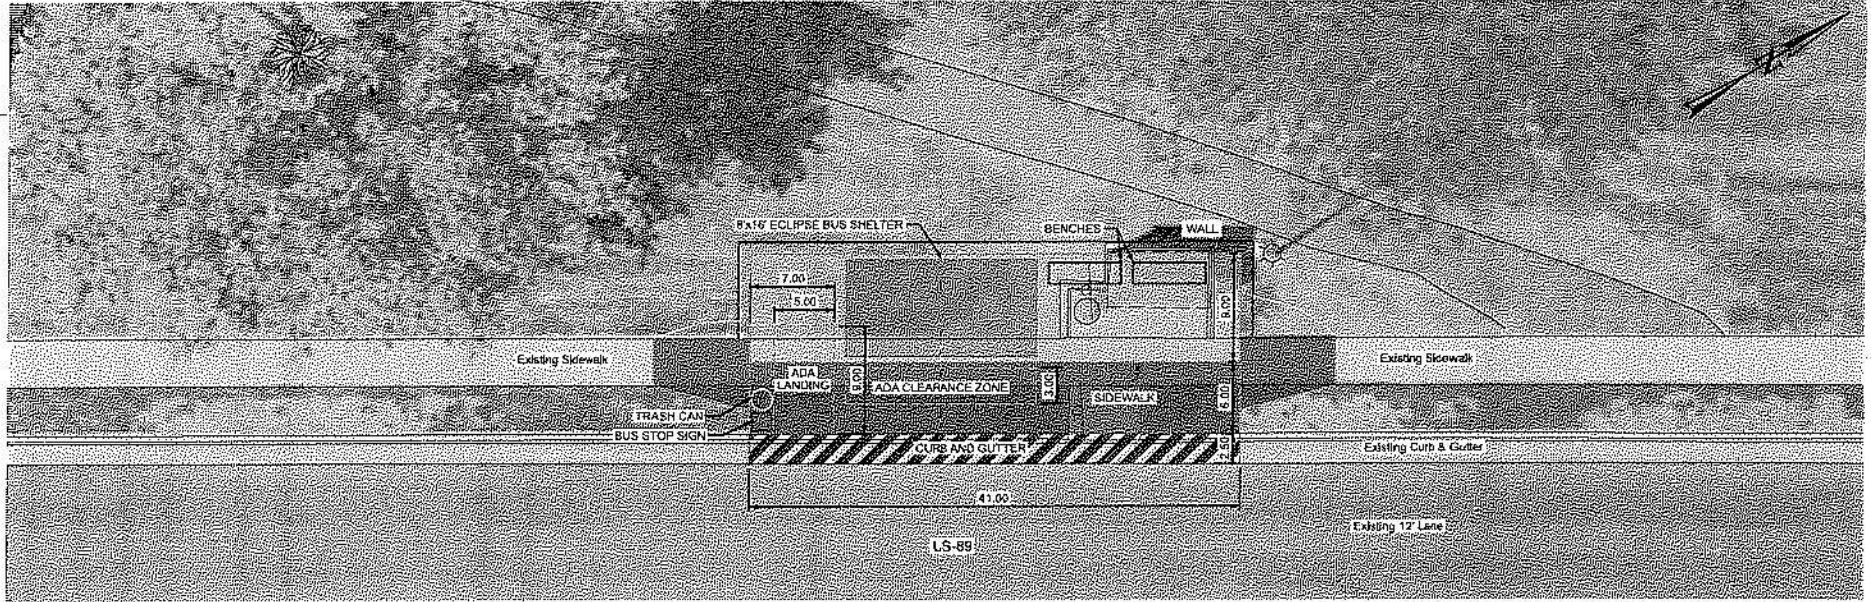 8'x16' ECLIPSE BUS SHELTER
BENCHES
WALL
7.00
5.00
8.00
Existing Sidewalk
Existing Sidewalk
ADA
LANDING
8.00
ADA CLEARANCE ZONE
3.00
SIDEWALK
6.00
TRASH CAN
BUS STOP SIGN
CURB AND GUTTER
2.50
Existing Curb & Gutter
41.00
Existing 12' Lane
US-89